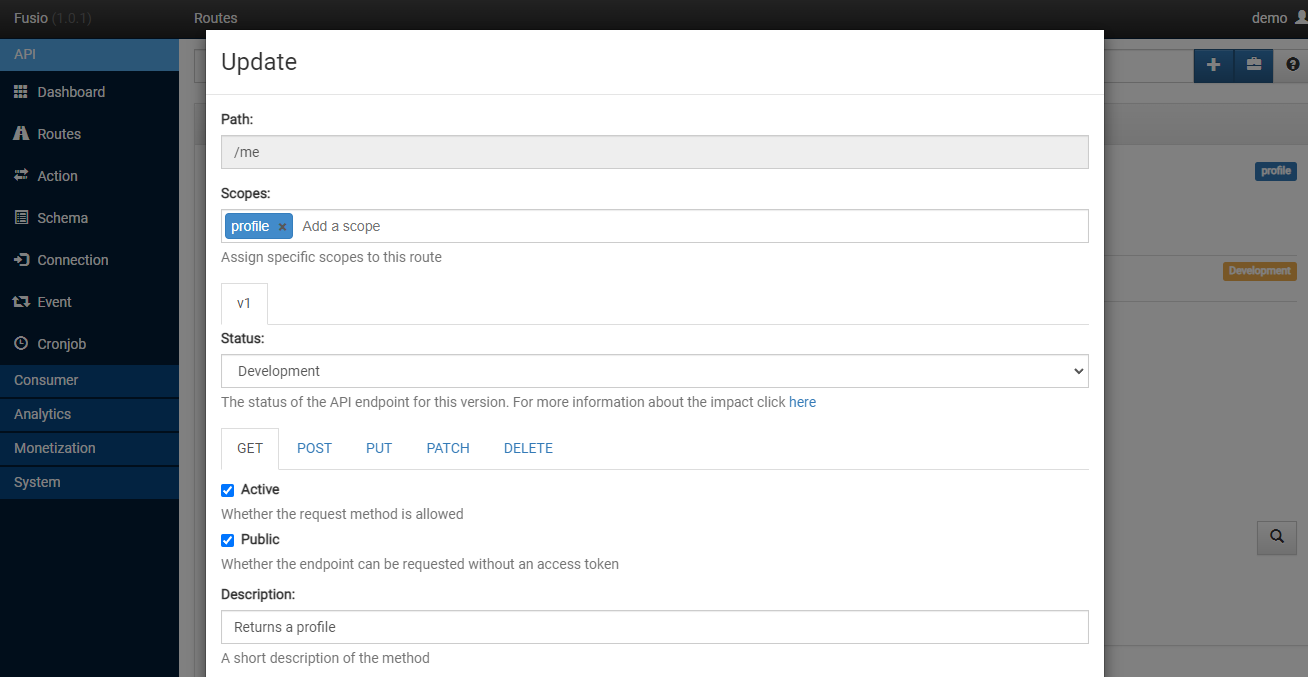 Fusio (1.0.1)
Routes
demo
API
Dashboard
Routes
Action
Schema
Connection
Event
Cronjob
Consumer
Analytics
Monetization
System
Update
Path:
/me
Scopes:
profile × Add a scope
Assign specific scopes to this route
v1
Status:
Development
The status of the API endpoint for this version. For more information about the impact click here
GET POST PUT PATCH DELETE
Active
Whether the request method is allowed
Public
Whether the endpoint can be requested without an access token
Description:
Returns a profile
A short description of the method
profile
Development